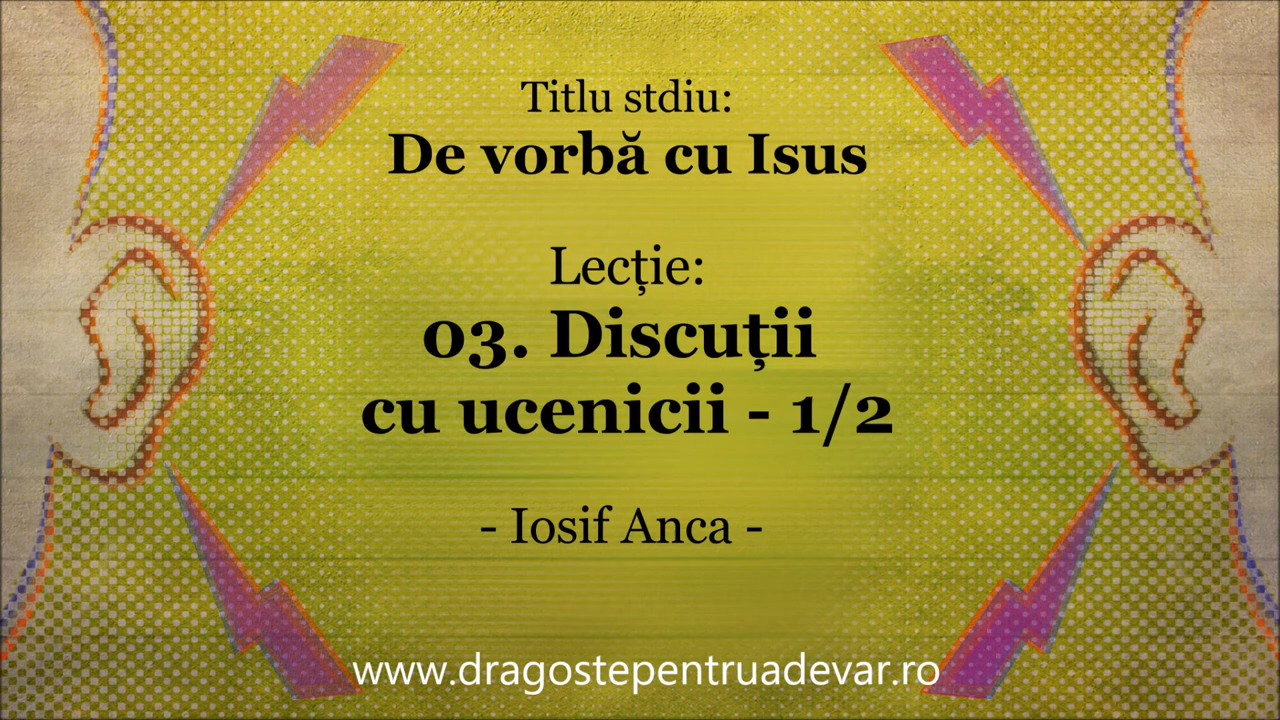 Titlu stdiu:
De vorbă cu Isus
Lecție:
03. Discuții
cu ucenicii - 1/2
- Iosif Anca -
www.dragostepentruadevar.ro